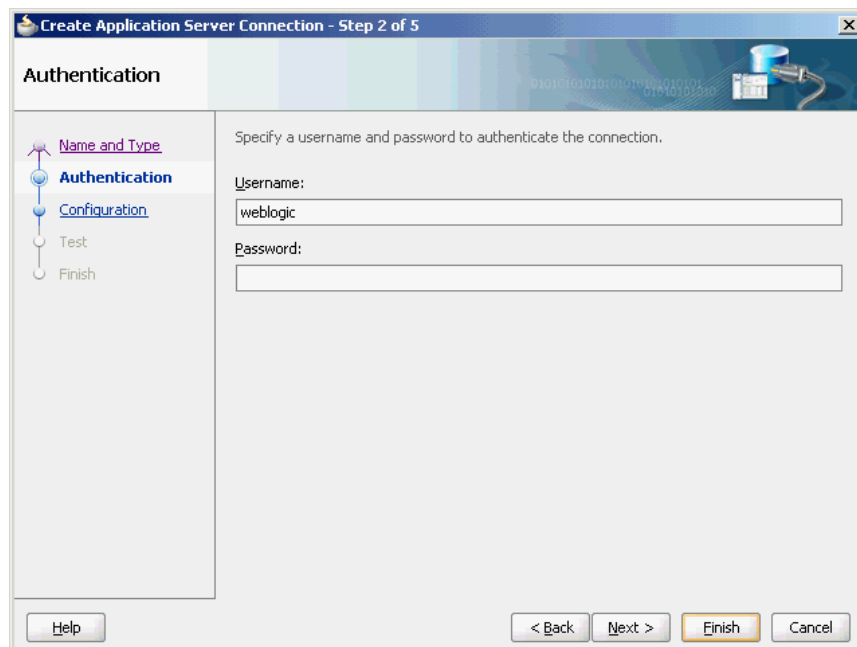 Create Application Server Connection - Step 2 of 5
Authentication
Name and Type
Authentication
Configuration
Test
Finish
Specify a username and password to authenticate the connection.
Username:
weblogic
Password:
Help
< Back
Next >
Finish
Cancel